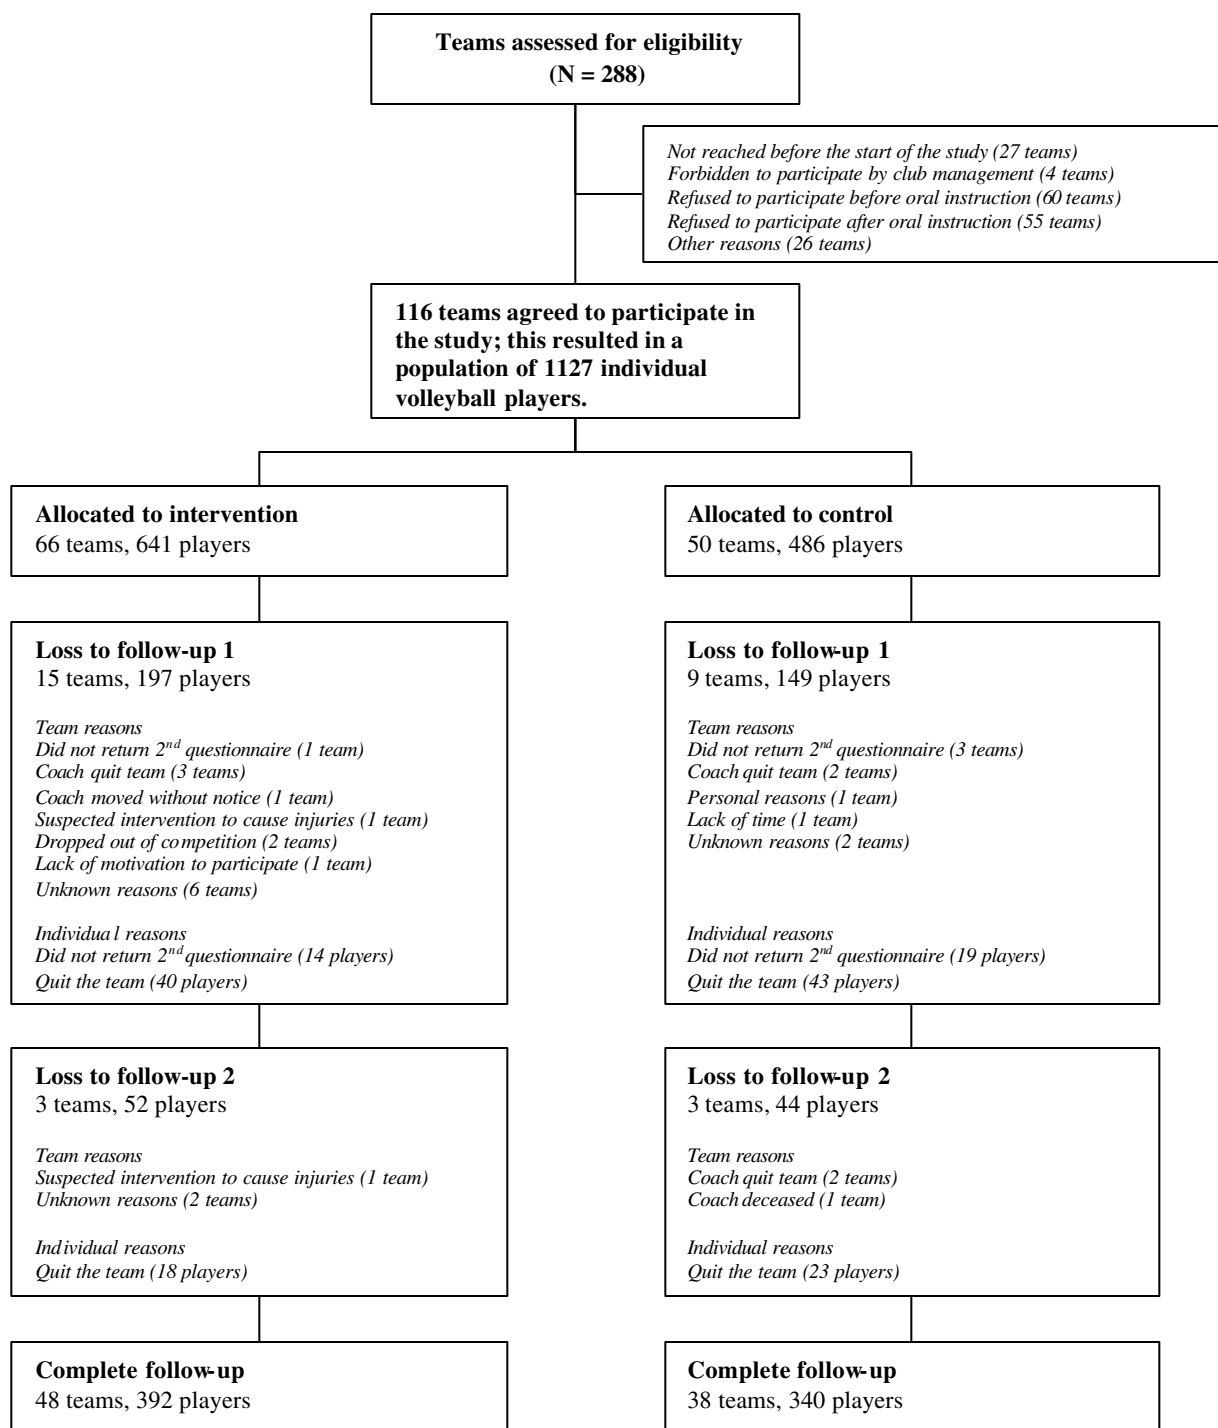 Teams assessed for eligibility
(N = 288)
Not reached before the start of the study (27 teams)
Forbidden to participate by club management (4 teams)
Refused to participate before oral instruction (60 teams)
Refused to participate after oral instruction (55 teams)
Other reasons (26 teams)
116 teams agreed to participate in
the study; this resulted in a
population of 1127 individual
volleyball players.
Allocated to intervention
66 teams, 641 players
Allocated to control
50 teams, 486 players
Loss to follow-up 1
15 teams, 197 players
Team reasons
Did not return 2nd questionnaire (1 team)
Coach quit team (3 teams)
Coach moved without notice (1 team)
Suspected intervention to cause injuries (1 team)
Dropped out of competition (2 teams)
Lack of motivation to participate (1 team)
Unknown reasons (6 teams)
Individual reasons
Did not return 2nd questionnaire (14 players)
Quit the team (40 players)
Loss to follow-up 1
9 teams, 149 players
Team reasons
Did not return 2nd questionnaire (3 teams)
Coach quit team (2 teams)
Personal reasons (1 team)
Lack of time (1 team)
Unknown reasons (2 teams)
Individual reasons
Did not return 2nd questionnaire (19 players)
Quit the team (43 players)
Loss to follow-up 2
3 teams, 52 players
Team reasons
Suspected intervention to cause injuries (1 team)
Unknown reasons (2 teams)
Individual reasons
Quit the team (18 players)
Loss to follow-up 2
3 teams, 44 players
Team reasons
Coach quit team (2 teams)
Coach deceased (1 team)
Individual reasons
Quit the team (23 players)
Complete follow-up
48 teams, 392 players
Complete follow-up
38 teams, 340 players